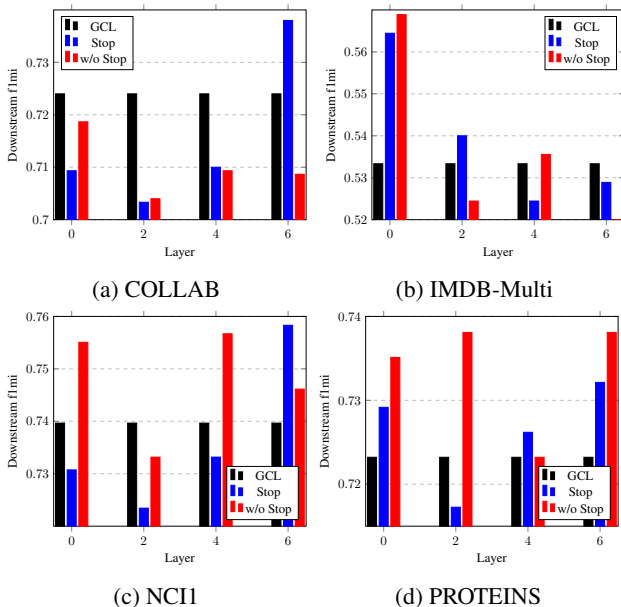 GCL
Stop
w/o Stop
0.73
0.72
0.71
0.7
Downstream f1mi
0 2 4 6
Layer
(a) COLLAB
GCL
Stop
w/o Stop
0.56
0.55
0.54
0.53
0.52
Downstream f1mi
0 2 4 6
Layer
(b) IMDB-Multi
0.76
0.75
0.74
0.73
Downstream f1mi
GCL
Stop
w/o Stop
0 2 4 6
Layer
(c) NCI1
0.74
0.73
0.72
Downstream f1mi
GCL
Stop
w/o Stop
0 2 4 6
Layer
(d) PROTEINS